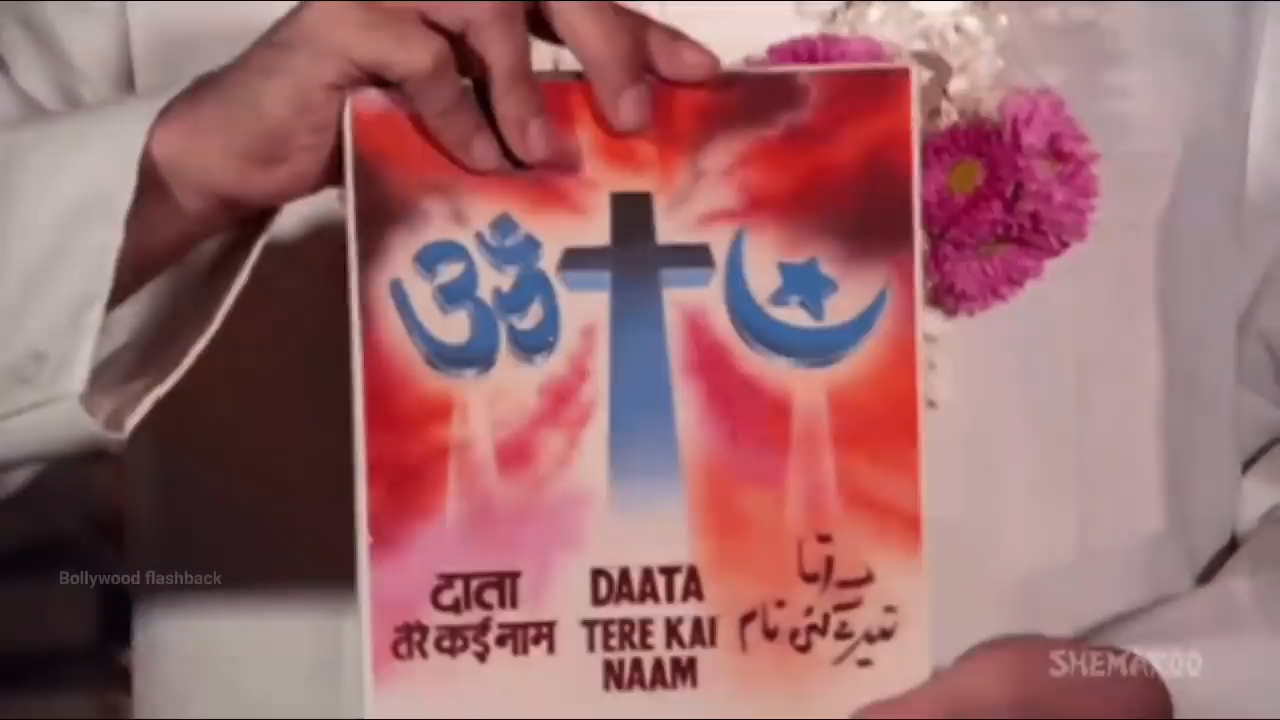 दाता
तेरे कई नाम
DAATA
TERE KAI
NAAM
داتا
تیرے کئی نام
Bollywood flashback
SHEMAROO